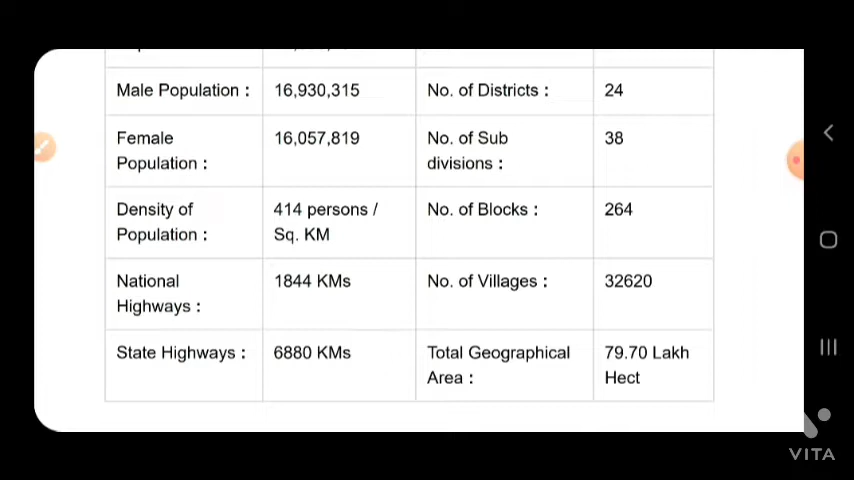 Male Population : 16,930,315 No. of Districts : 24
Female 16,057,819 No. of Sub 38
Population : divisions :
Density of 414 persons / No. of Blocks : 264
Population : Sq. KM
National 1844 KMs No. of Villages : 32620
Highways :
State Highways : 6880 KMs Total Geographical 79.70 Lakh
Area : Hect
VITA